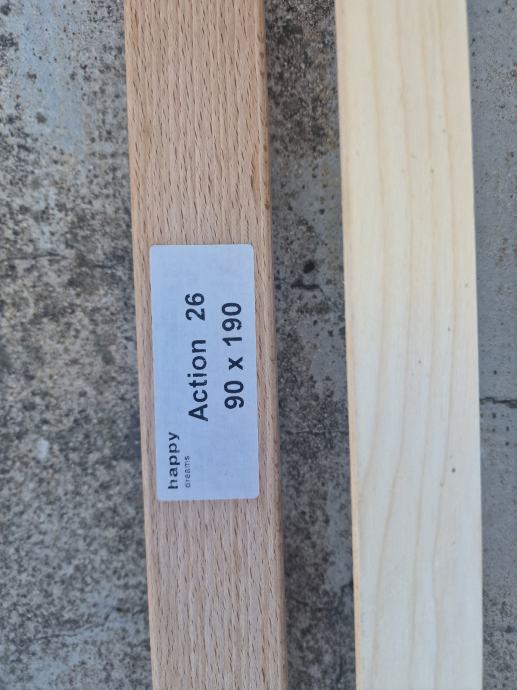 happy
dreams
Action 26
90 x 190